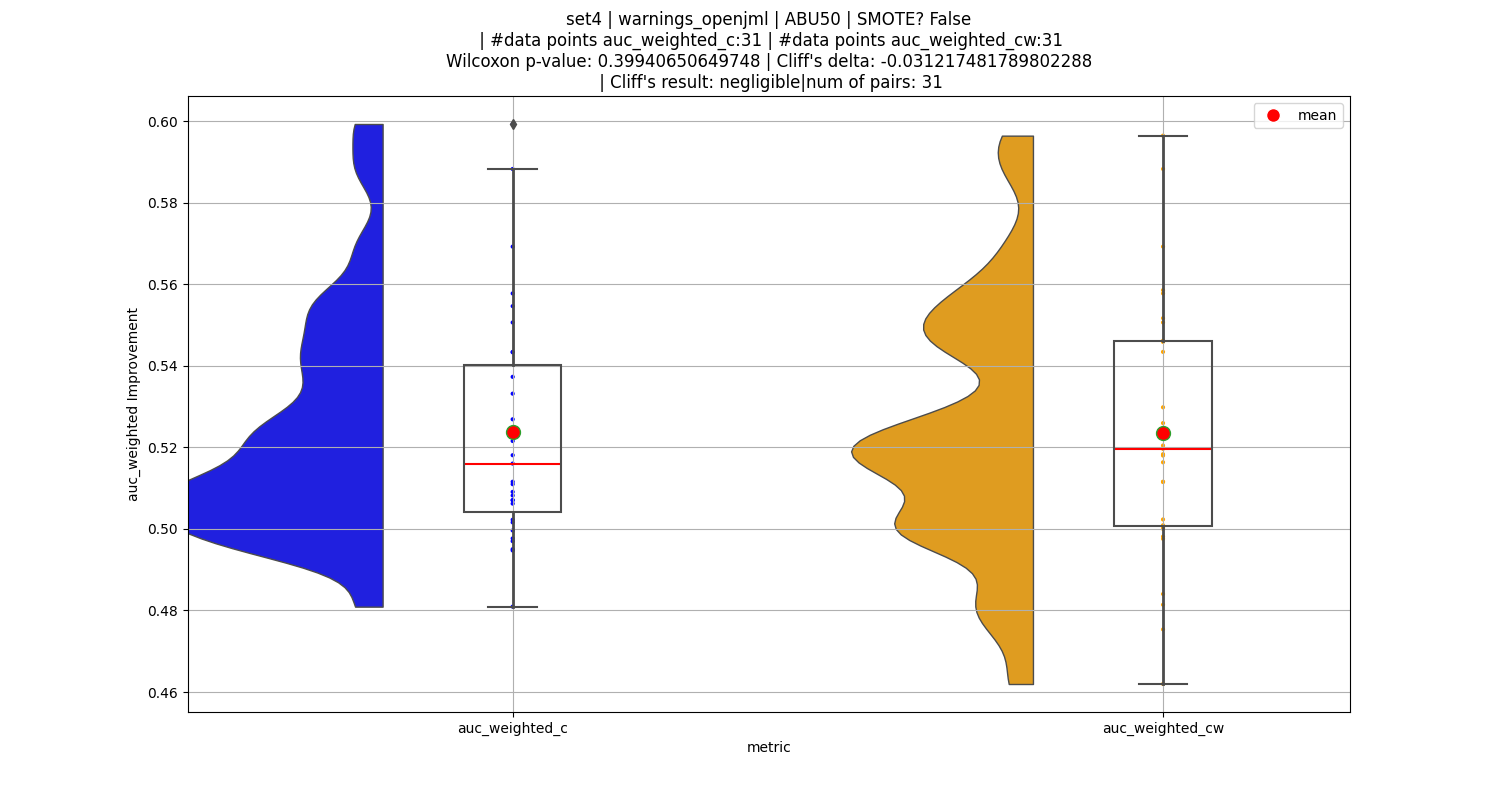 set4 | warnings_openjml | ABU50 | SMOTE? False
| #data points auc_weighted_c:31 | #data points auc_weighted_cw:31
Wilcoxon p-value: 0.39940650649748 | Cliff's delta: -0.031217481789802288
| Cliff's result: negligible|num of pairs: 31
mean
0.60
0.58
0.56
0.54
0.52
0.50
0.48
0.46
auc_weighted Improvement
auc_weighted_c
auc_weighted_cw
metric